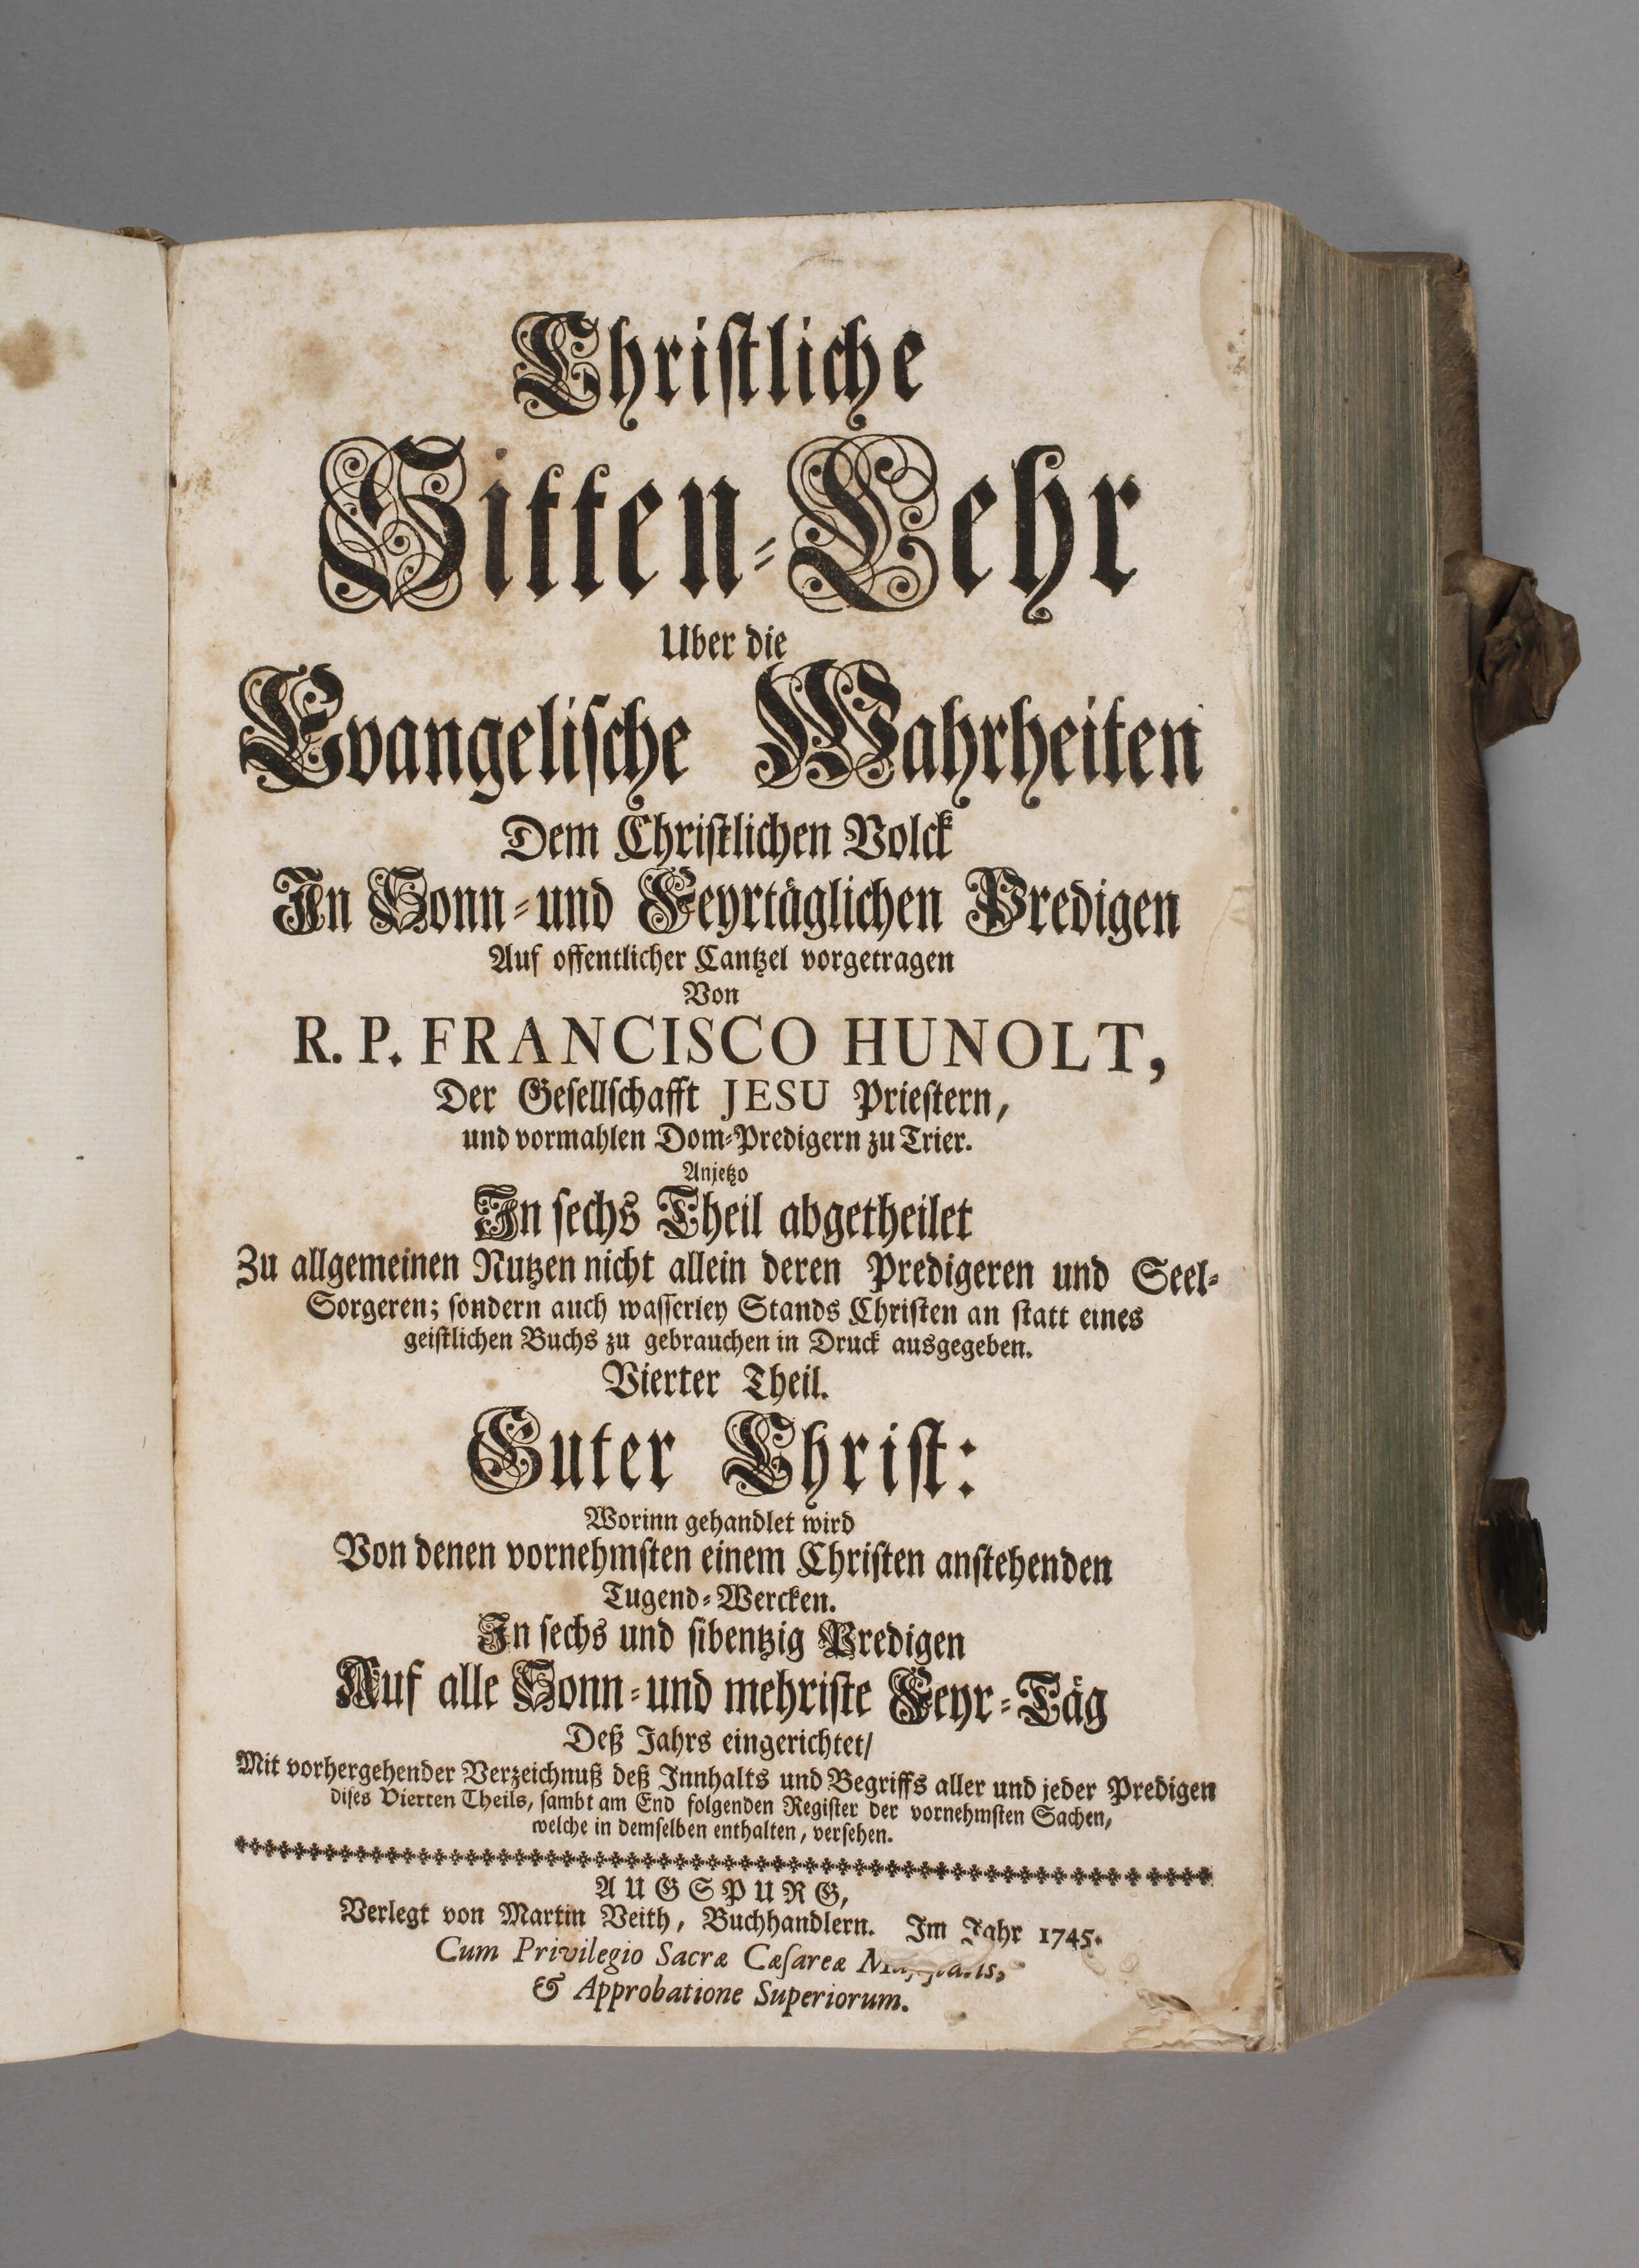 Christliche
Sitten-Lehr
Uber die
Evangelische Wahrheiten
Dem Christlichen Volck
In Sonn- und Feyrtäglichen Predigen
Auf offentlicher Cantzel vorgetragen
Von
R. P. FRANCISCO HUNOLT,
Der Gesellschafft JESU Priestern,
und vormahlen Dom-Predigern zu Trier.
Anjetzo
In sechs Theil abgetheilet
Zu allgemeinen Nutzen nicht allein deren Predigeren und Seel-
Sorgeren; sondern auch wasserley Stands Christen an statt eines
geistlichen Buchs zu gebrauchen in Druck ausgegeben.
Vierter Theil.
Guter Christ:
Worinn gehandlet wird
Von denen vornehmsten einem Christen anstehenden
Tugend-Wercken.
In sechs und sibentzig Predigen
Auf alle Sonn- und mehriste Feyr-Täg
Deß Jahrs eingerichtet/
Mit vorhergehender Verzeichnuß deß Innhalts und Begriffs aller und jeder Predigen
dises Vierten Theils, sambt am End folgenden Register der vornehmsten Sachen,
welche in demselben enthalten, versehen.
AUGSPURG,
Verlegt von Martin Veith, Buchhandlern. Im Jahr 1745.
Cum Privilegio Sacræ Cæsareæ
& Approbatione Superiorum.